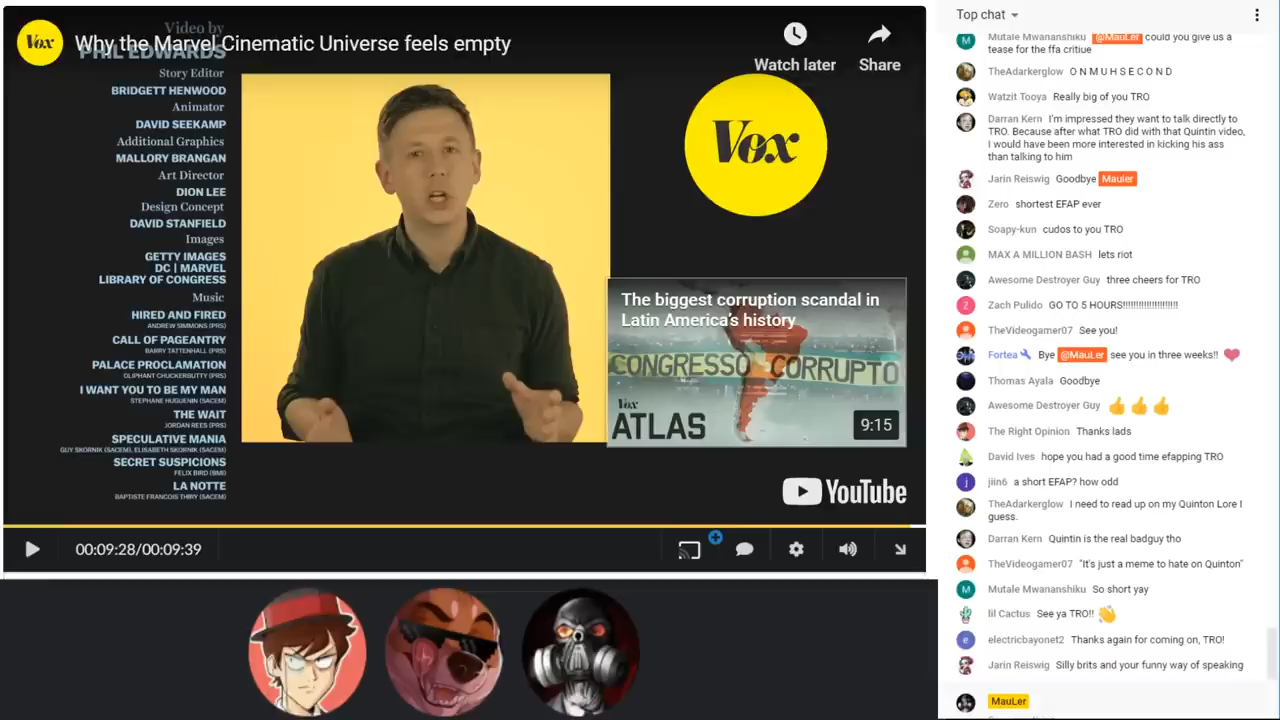 Vox
Why the Marvel Cinematic Universe feels empty
Watch later
Share
Video by
PHIL EDWARDS
Story Editor
BRIDGETT HENWOOD
Animator
DAVID SEEKAMP
Additional Graphics
MALLORY BRANGAN
Art Director
DION LEE
Design Concept
DAVID STANFIELD
Images
GETTY IMAGES
DC | MARVEL
LIBRARY OF CONGRESS
Music
HIRED AND FIRED
ANDREW SIMMONS (PRS)
CALL OF PAGEANTRY
BARRY TATTENHALL (PRS)
PALACE PROCLAMATION
OLIPHANT CHUCKERBUTTY (PRS)
I WANT YOU TO BE MY MAN
STEPHANE HUGUENIN (SACEM)
THE WAIT
JORDAN REES (PRS)
SPECULATIVE MANIA
GUY SKORNIK (SACEM), ELISABETH SKORNIK (SACEM)
SECRET SUSPICIONS
FELIX BIRD (BMI)
LA NOTTE
BAPTISTE FRANCOIS THIRY (SACEM)
Vox
The biggest corruption scandal in
Latin America's history
CONGRESSO CORRUPTO
Vox
ATLAS
9:15
YouTube
00:09:28/00:09:39
Top chat
Mutale Mwananshiku @MauLer could you give us a
tease for the ffa critiue
TheAdarkerglow O N M U H S E C O N D
Watzit Tooya Really big of you TRO
Darran Kern I'm impressed they want to talk directly to
TRO. Because after what TRO did with that Quintin video,
I would have been more interested in kicking his ass
than talking to him
Jarin Reiswig Goodbye Mauler
Zero shortest EFAP ever
Soapy-kun cudos to you TRO
MAX A MILLION BASH lets riot
Awesome Destroyer Guy three cheers for TRO
Z
Zach Pulido GO TO 5 HOURS!!!!!!!!!!!!!!!!!!!!!!
TheVideogamer07 See you!
Fortea Bye @MauLer see you in three weeks!!
Thomas Ayala Goodbye
Awesome Destroyer Guy
The Right Opinion Thanks lads
David Ives hope you had a good time efapping TRO
j
jiin6 a short EFAP? how odd
TheAdarkerglow I need to read up on my Quinton Lore I
guess.
Darran Kern Quintin is the real badguy tho
TheVideogamer07 "It's just a meme to hate on Quinton"
M
Mutale Mwananshiku So short yay
lil Cactus See ya TRO!!
e
electricbayonet2 Thanks again for coming on, TRO!
Jarin Reiswig Silly brits and your funny way of speaking
MauLer